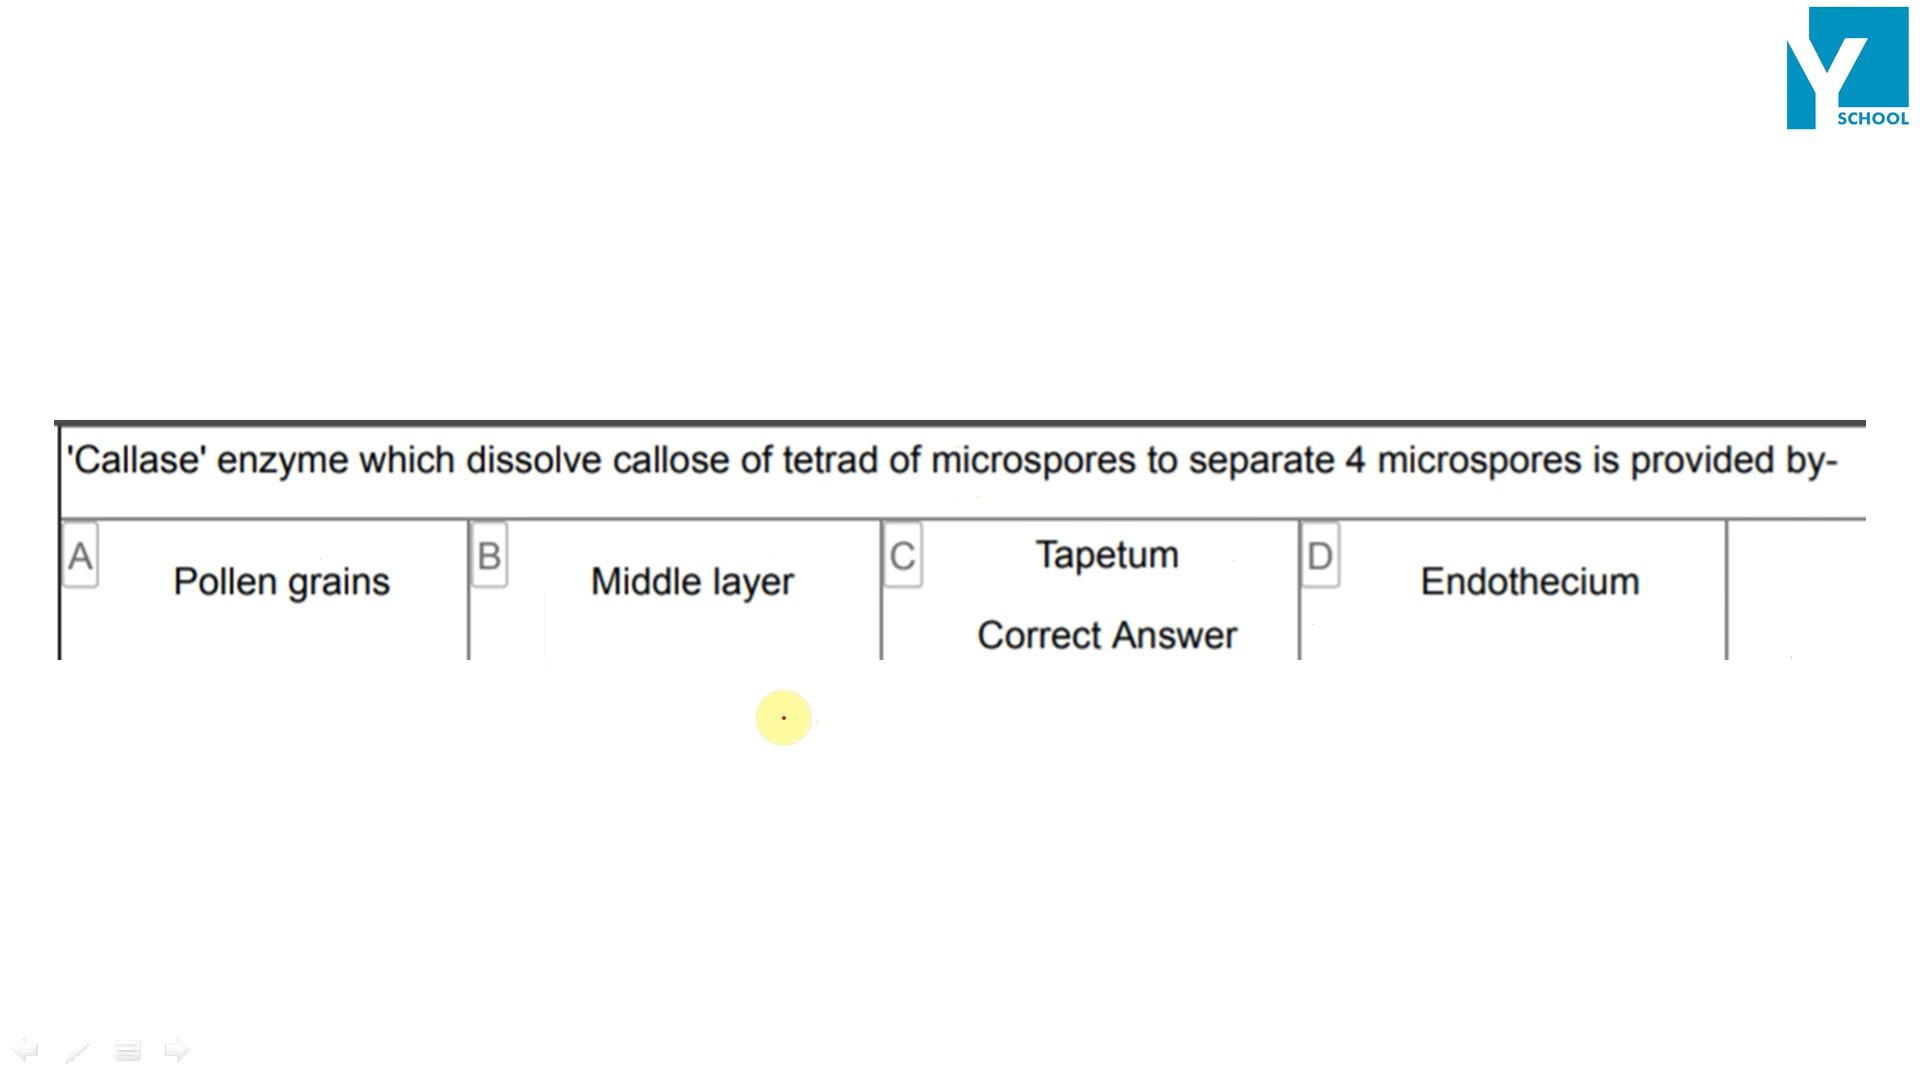 Y
SCHOOL
'Callase' enzyme which dissolve callose of tetrad of microspores to separate 4 microspores is provided by-
A Pollen grains B Middle layer C Tapetum D Endothecium
Correct Answer